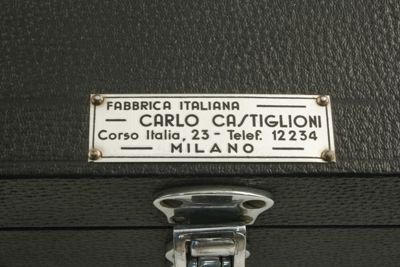 FABBRICA ITALIANA
CARLO CASTIGLIONI
Corso Italia, 23 - Telef. 12234
MILANO